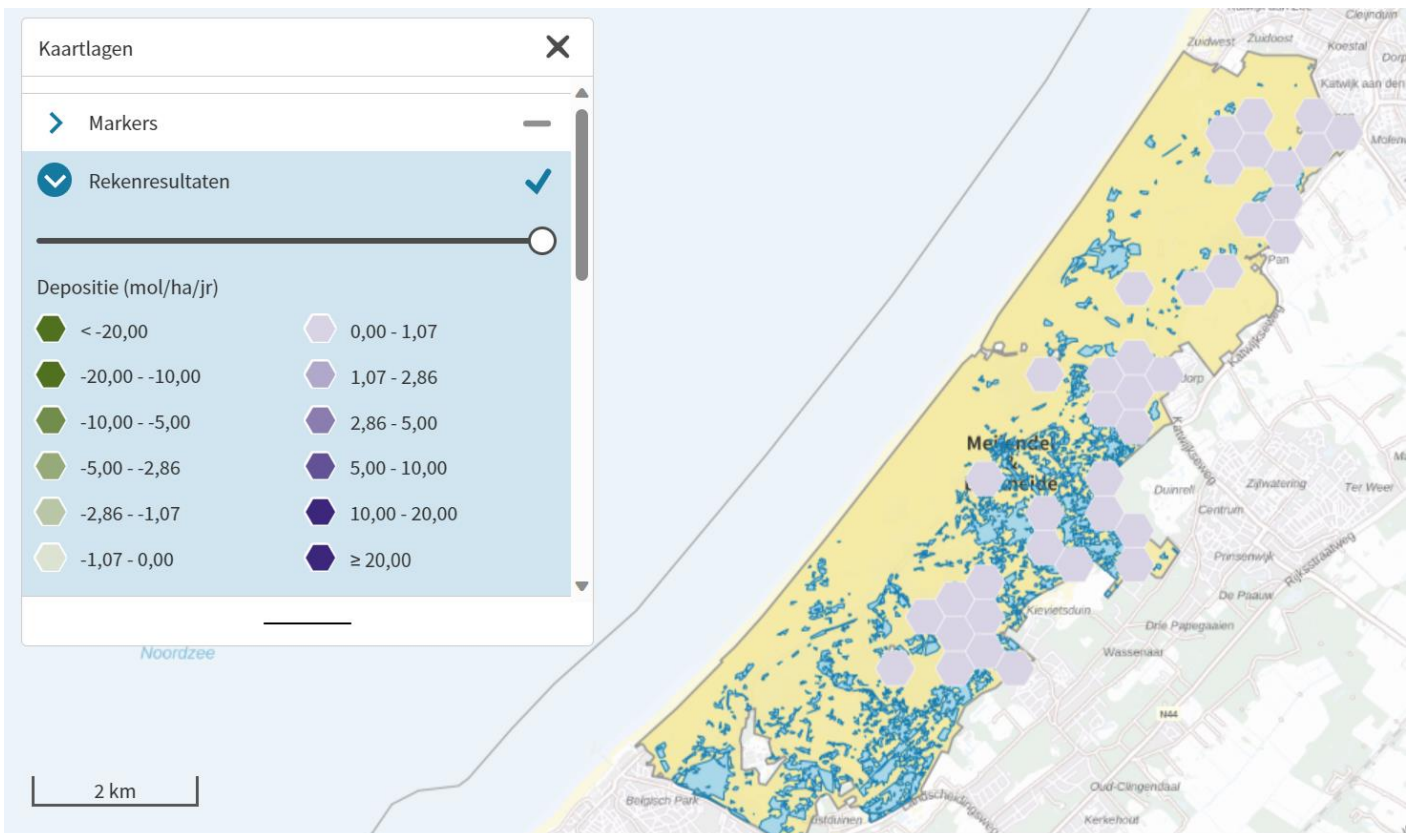 Kaartlagen
Markers
Rekenresultaten
Depositie (mol/ha/jr)
< -20,00
-20,00 - -10,00
-10,00 - -5,00
-5,00 - -2,86
-2,86 - -1,07
-1,07 - 0,00
0,00 - 1,07
1,07 - 2,86
2,86 - 5,00
5,00 - 10,00
10,00 - 20,00
≥ 20,00
Noordzee
2 km
Cleijnduin
Zuidwest
Zuidoost
Koestal
Katwijk aan den
Pan
Katwijkseweg
dorp
&
Katwijkseweg
Duinrell
Zijlwatering
Ter Weer
Centrum
Prinsenwijk
Rijksstraatweg
De Paauw
Kievietsduin
Drie Papegaaien
Wassenaar
N44
Oud-Clingendaal
Belgisch Park
Kerkehout